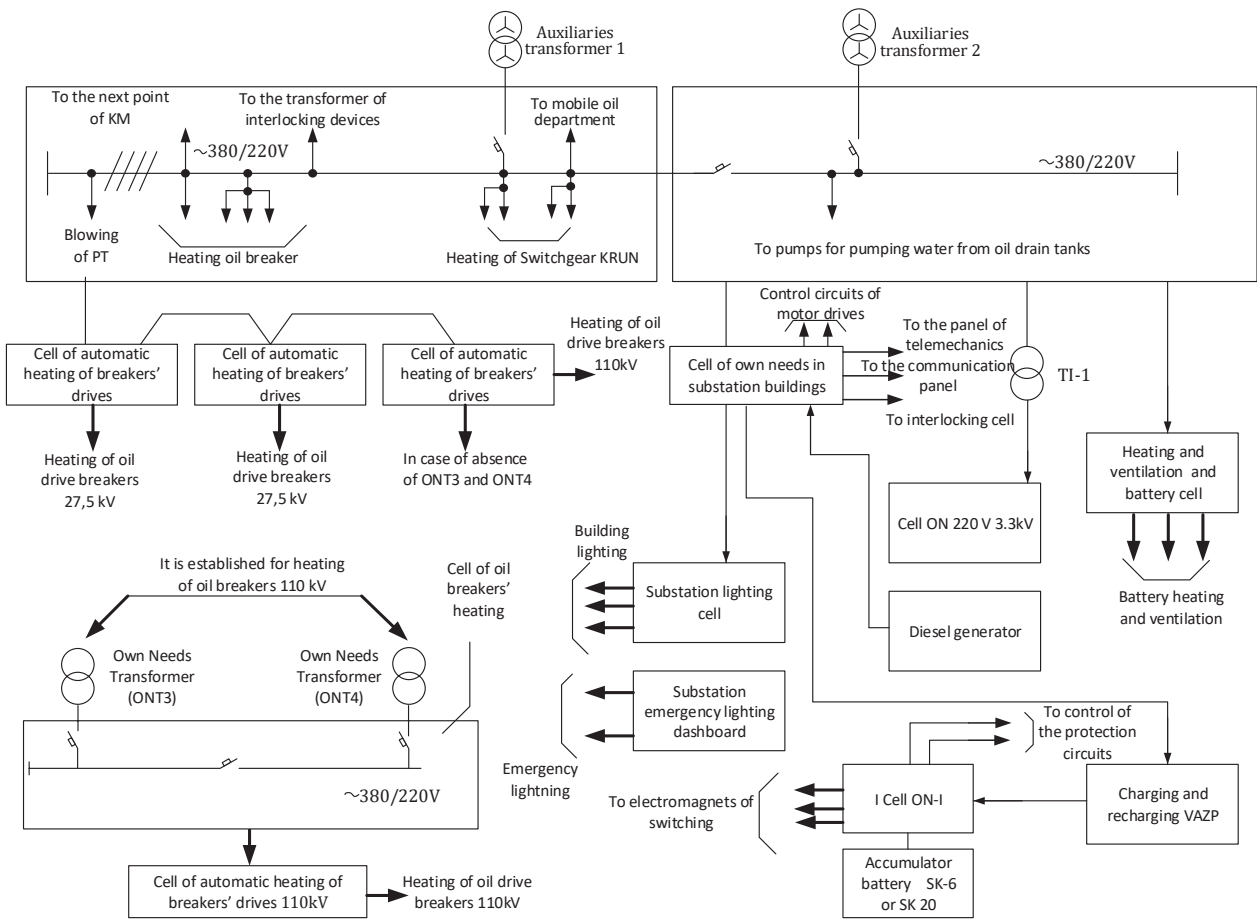 Auxiliaries
transformer 1
Auxiliaries
transformer 2
To the next point
of KM
To the transformer of
interlocking devices
To mobile oil
department
~380/220V
~380/220V
Blowing
of PT
Heating oil breaker
Heating of Switchgear KRUN
To pumps for pumping water from oil drain tanks
Cell of automatic
heating of breakers'
drives
Cell of automatic
heating of breakers'
drives
Cell of automatic
heating of breakers'
drives
Heating of oil
drive breakers
110kV
Heating of oil
drive breakers
27,5 kV
Heating of oil
drive breakers
27,5 kV
In case of absence
of ONT3 and ONT4
Control circuits of
motor drives
Cell of own needs in
substation buildings
To the panel of
telemechanics
To the communication
panel
To interlocking cell
TI-1
Cell ON 220 V 3.3kV
Heating and
ventilation and
battery cell
Battery heating
and ventilation
Diesel generator
Building
lighting
Substation lighting
cell
Substation
emergency lighting
dashboard
Emergency
lightning
It is established for heating
of oil breakers 110 kV
Cell of oil
breakers'
heating
Own Needs
Transformer
(ONT3)
Own Needs
Transformer
(ONT4)
~380/220V
Cell of automatic heating of
breakers' drives 110kV
Heating of oil drive
breakers 110kV
To control of
the protection
circuits
To electromagnets of
switching
I Cell ON-I
Charging and
recharging VAZP
Accumulator
battery SK-6
or SK 20